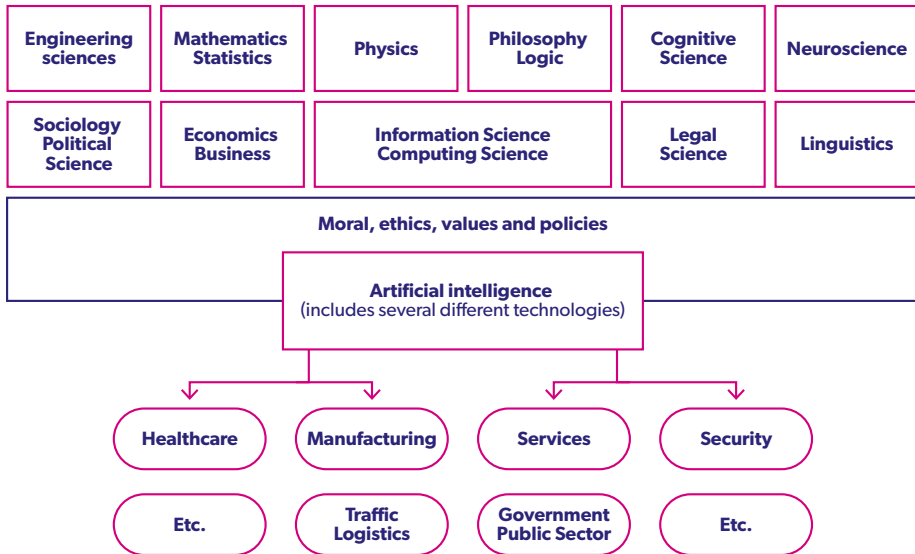 Engineering
sciences
Mathematics
Statistics
Physics
Philosophy
Logic
Cognitive
Science
Neuroscience
Sociology
Political
Science
Economics
Business
Information Science
Computing Science
Legal
Science
Linguistics
Moral, ethics, values and policies
Artificial intelligence
(includes several different technologies)
Healthcare
Manufacturing
Services
Security
Etc.
Traffic
Logistics
Government
Public Sector
Etc.